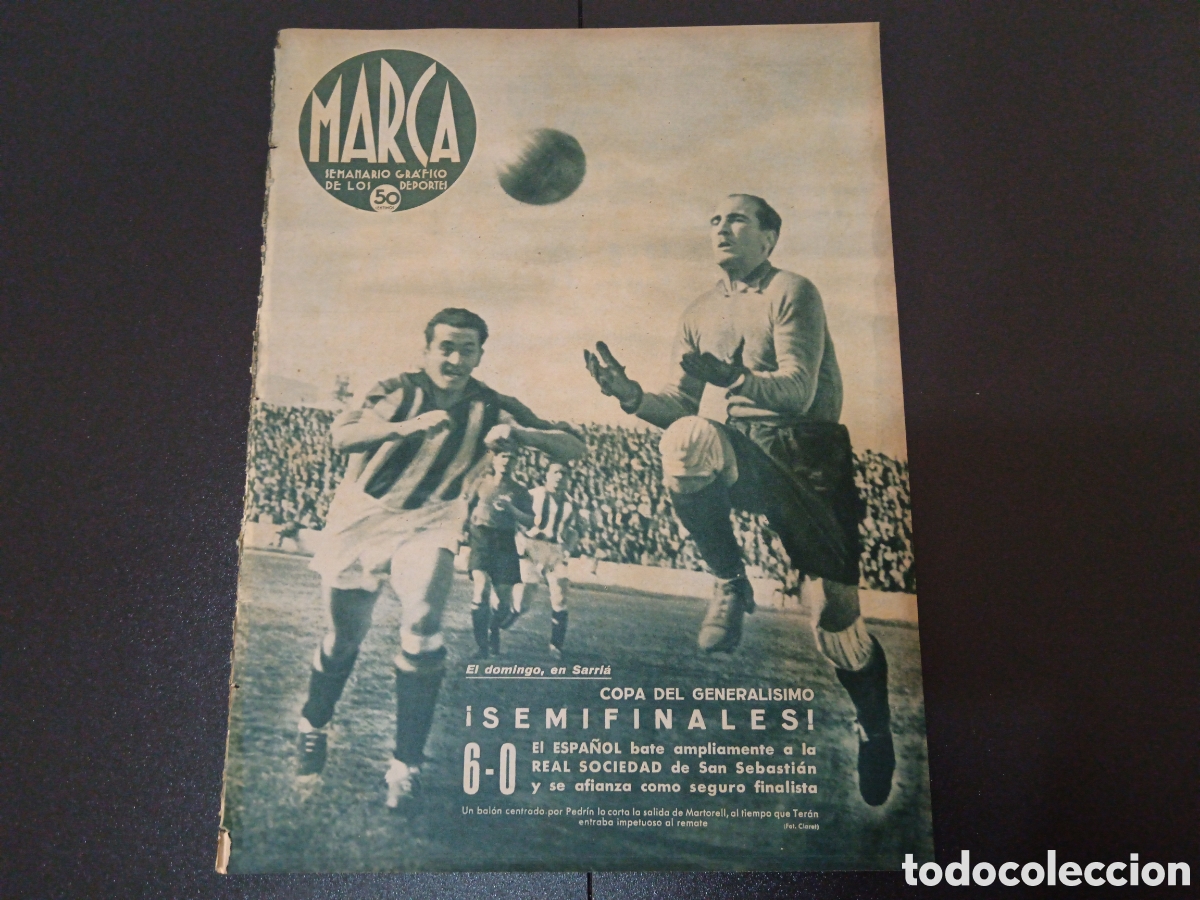 MARCA
SEMANARIO GRÁFICO
DE LOS DEPORTES
50
El domingo, en Sarriá
COPA DEL GENERALISIMO
¡SEMIFINALES!
6-0
El ESPAÑOL bate ampliamente a la
REAL SOCIEDAD de San Sebastián
y se afianza como seguro finalista
Un balón centrado por Pedrín lo corta la salida de Martorell, al tiempo que Terán
entraba impetuoso al remate
(Fot. Claret)
todocoleccion